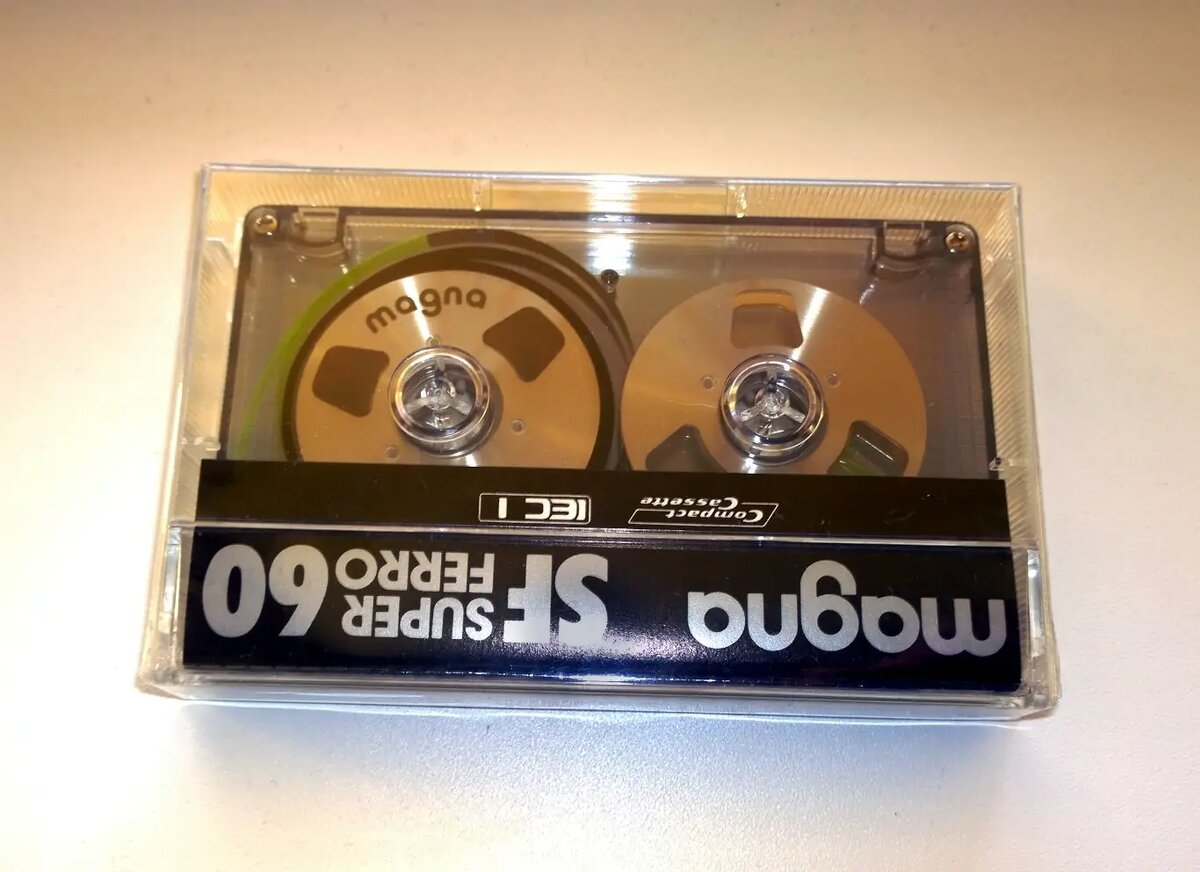 magna
magna
SF SUPER FERRO 60
Compact Cassette
IEC I